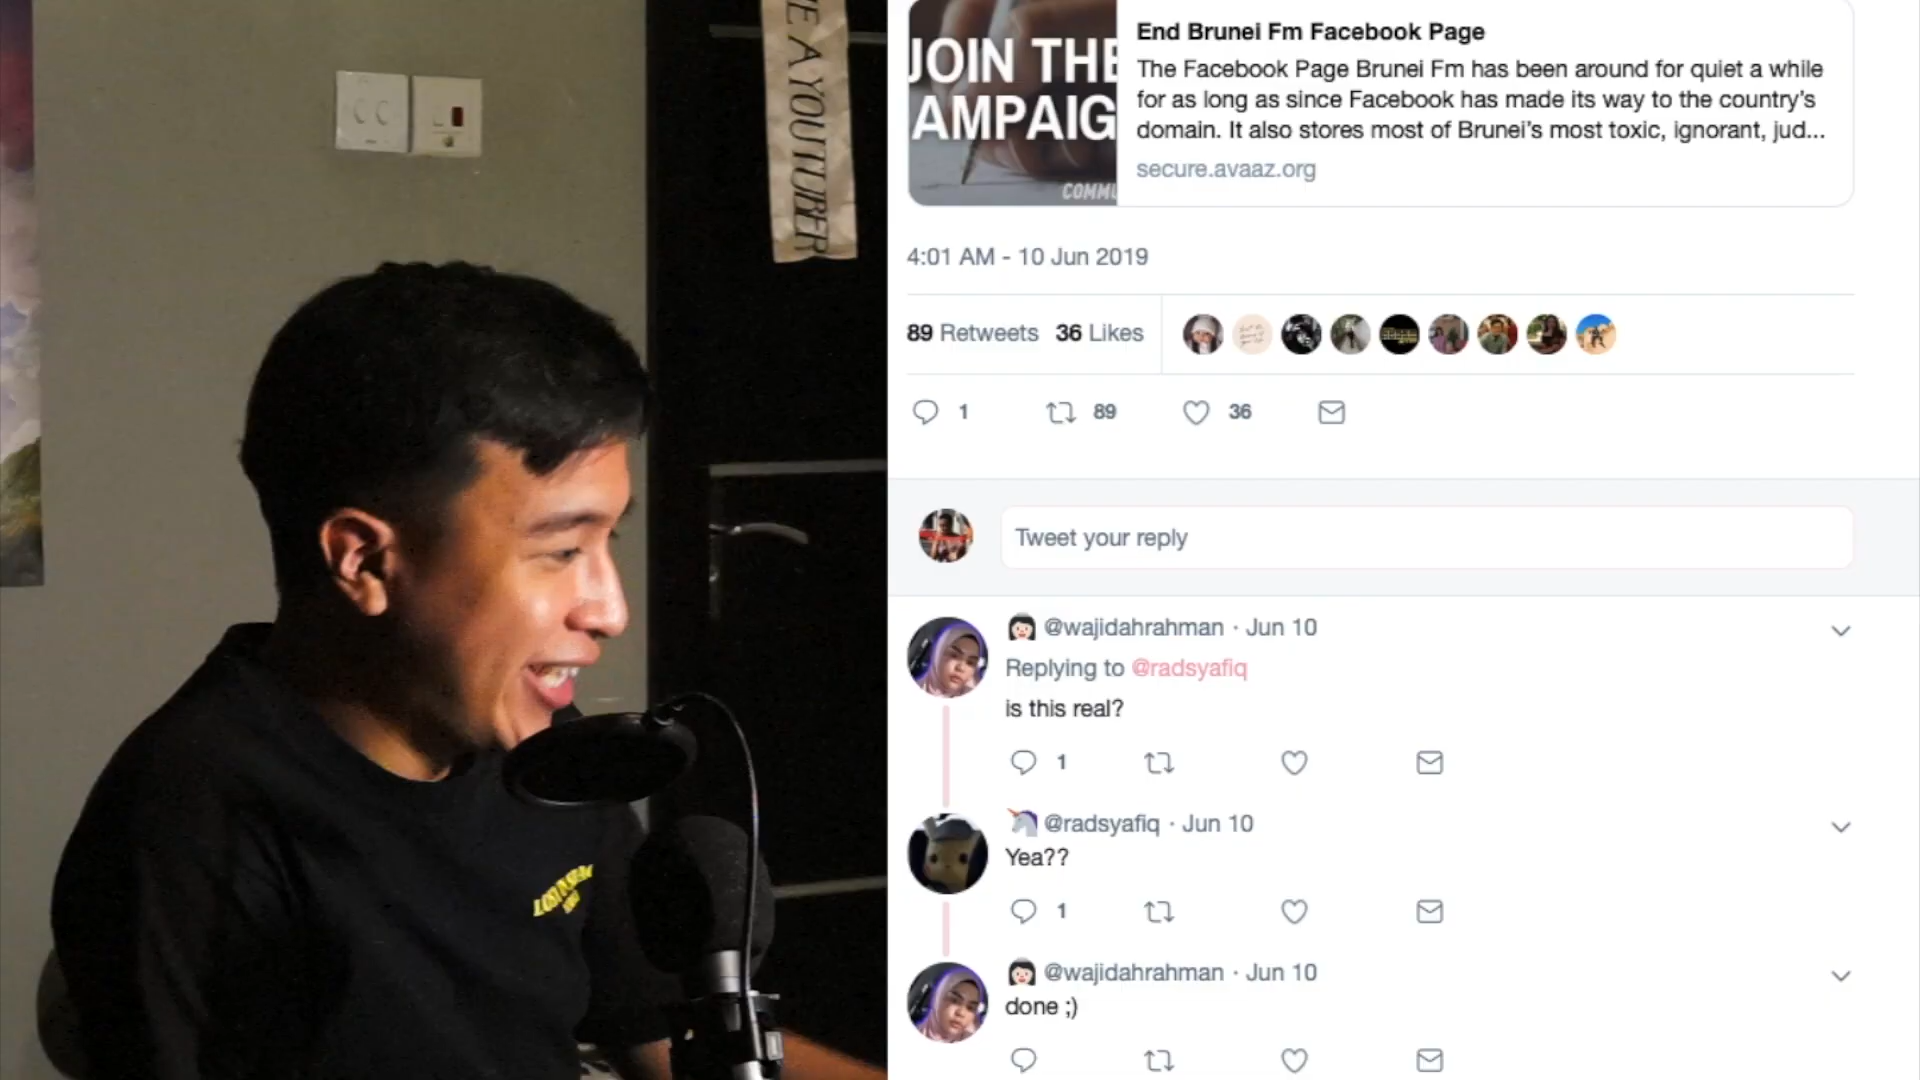 E A YOUTUBER
JOIN THE
AMPAIG
COMMU
End Brunei Fm Facebook Page
The Facebook Page Brunei Fm has been around for quiet a while
for as long as since Facebook has made its way to the country's
domain. It also stores most of Brunei's most toxic, ignorant, jud...
secure.avaaz.org
4:01 AM - 10 Jun 2019
89 Retweets 36 Likes
1 89 36
Tweet your reply
@wajidahrahman · Jun 10
Replying to @radsyafiq
is this real?
1
@radsyafiq · Jun 10
Yea??
1
@wajidahrahman · Jun 10
done ;)